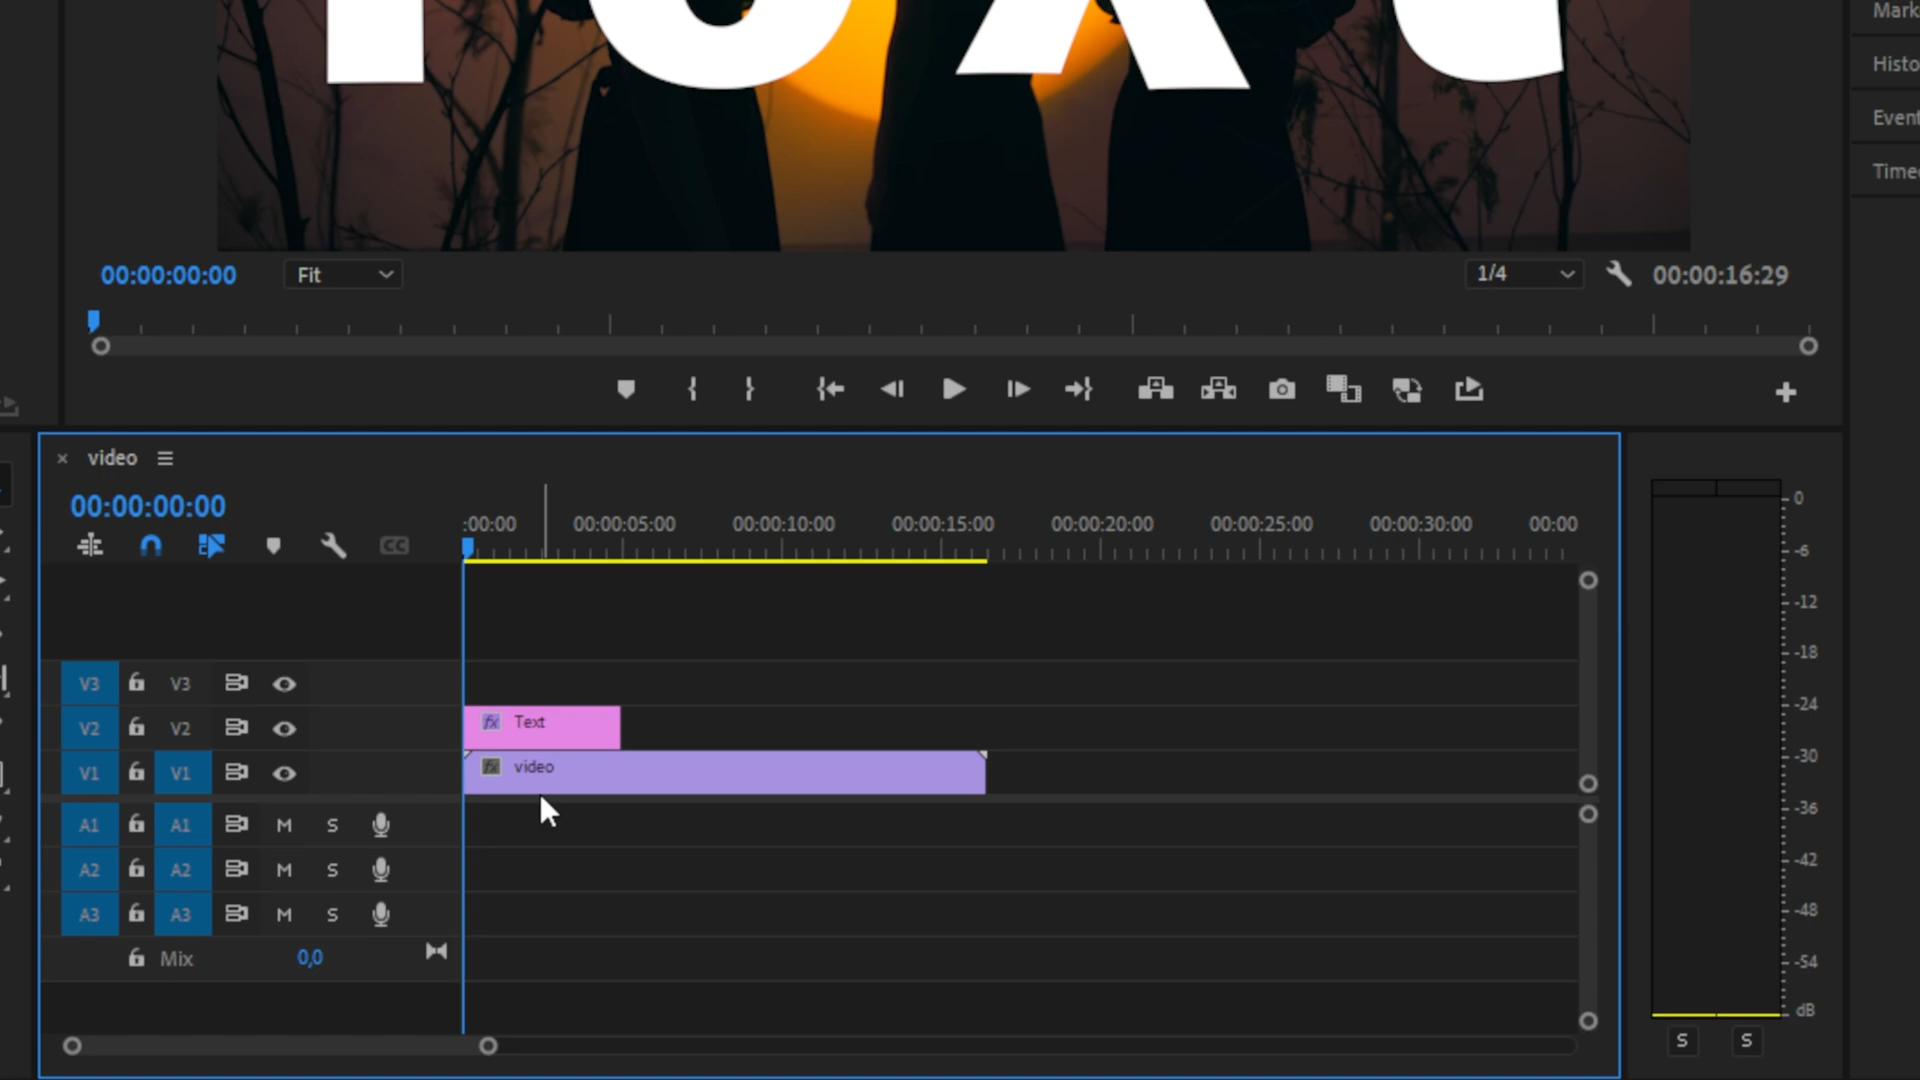 Mark
Histo
Event
Time
00:00:00:00
Fit
1/4
00:00:16:29
× video
00:00:00:00
:00:00 00:00:05:00 00:00:10:00 00:00:15:00 00:00:20:00 00:00:25:00 00:00:30:00 00:00
CC
V3 V3
V2 V2
fx Text
V1 V1
fx video
A1 A1 M S
A2 A2 M S
A3 A3 M S
Mix 0,0
0
-6
-12
-18
-24
-30
-36
-42
-48
-54
dB
S S